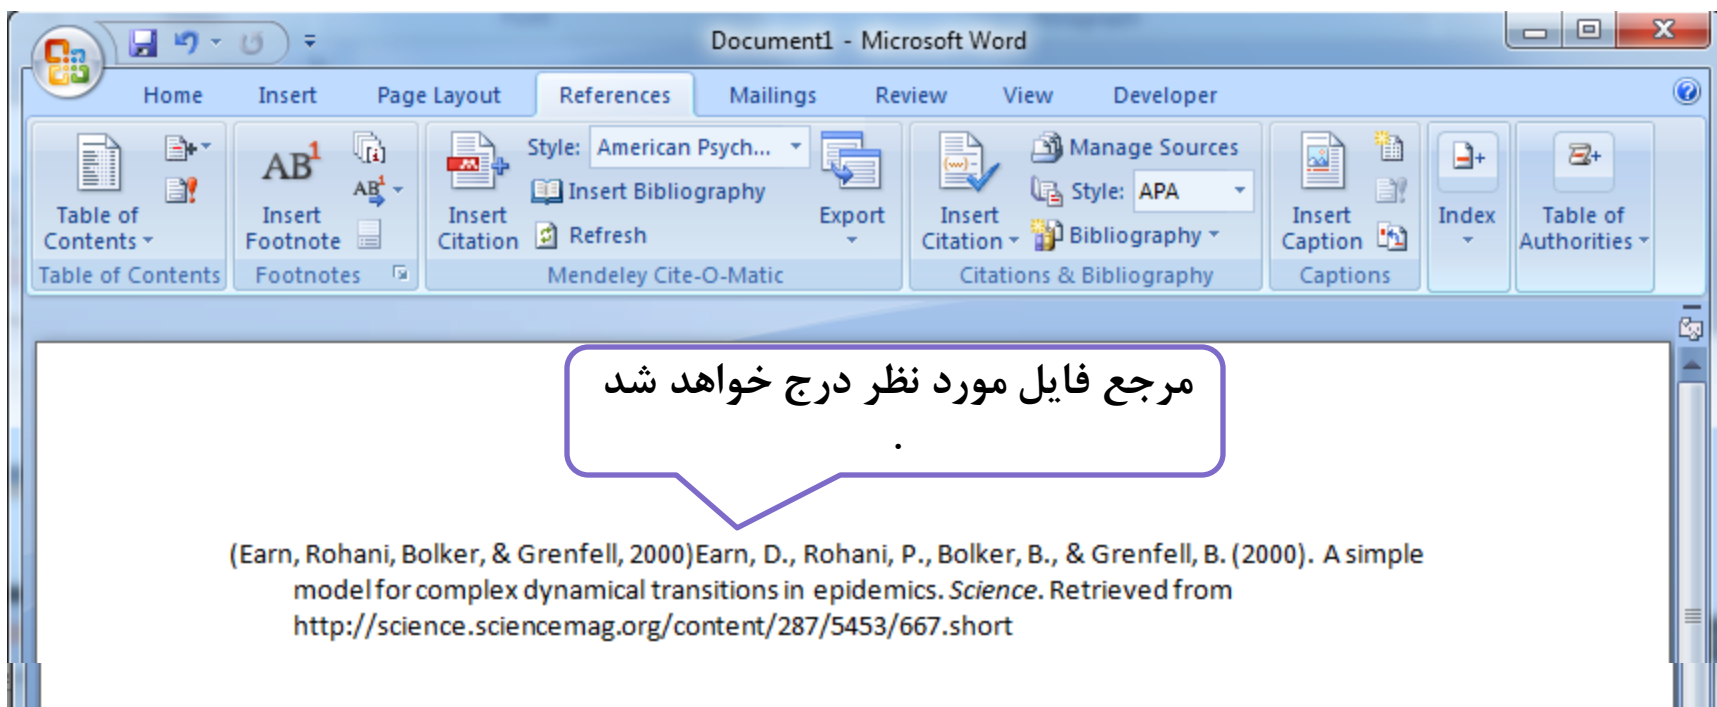 Document1 - Microsoft Word
Home Insert Page Layout References Mailings Review View Developer
Table of Contents
Table of Contents
AB1
Insert Footnote
AB1
Footnotes
Insert Citation
Style: American Psych...
Insert Bibliography
Refresh
Export
Mendeley Cite-O-Matic
Insert Citation
Manage Sources
Style: APA
Bibliography
Citations & Bibliography
Insert Caption
Captions
Index
Table of Authorities
مرجع فایل مورد نظر درج خواهد شد
.
(Earn, Rohani, Bolker, & Grenfell, 2000)Earn, D., Rohani, P., Bolker, B., & Grenfell, B. (2000). A simple
model for complex dynamical transitions in epidemics. Science. Retrieved from
http://science.sciencemag.org/content/287/5453/667.short